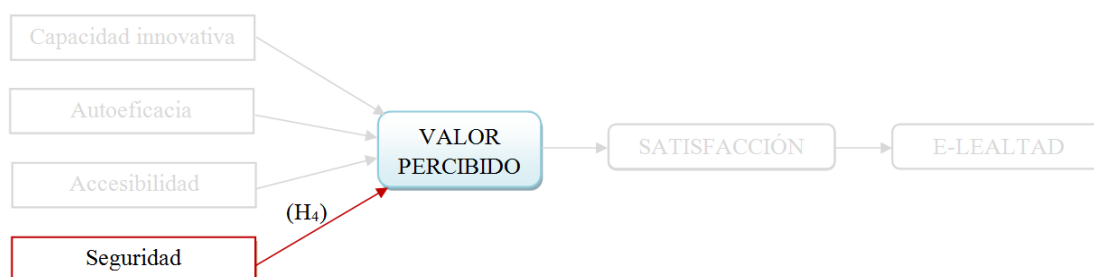 Capacidad innovativa
Autoeficacia
VALOR
PERCIBIDO
SATISFACCIÓN
E-LEALTAD
Accesibilidad
(H₄)
Seguridad